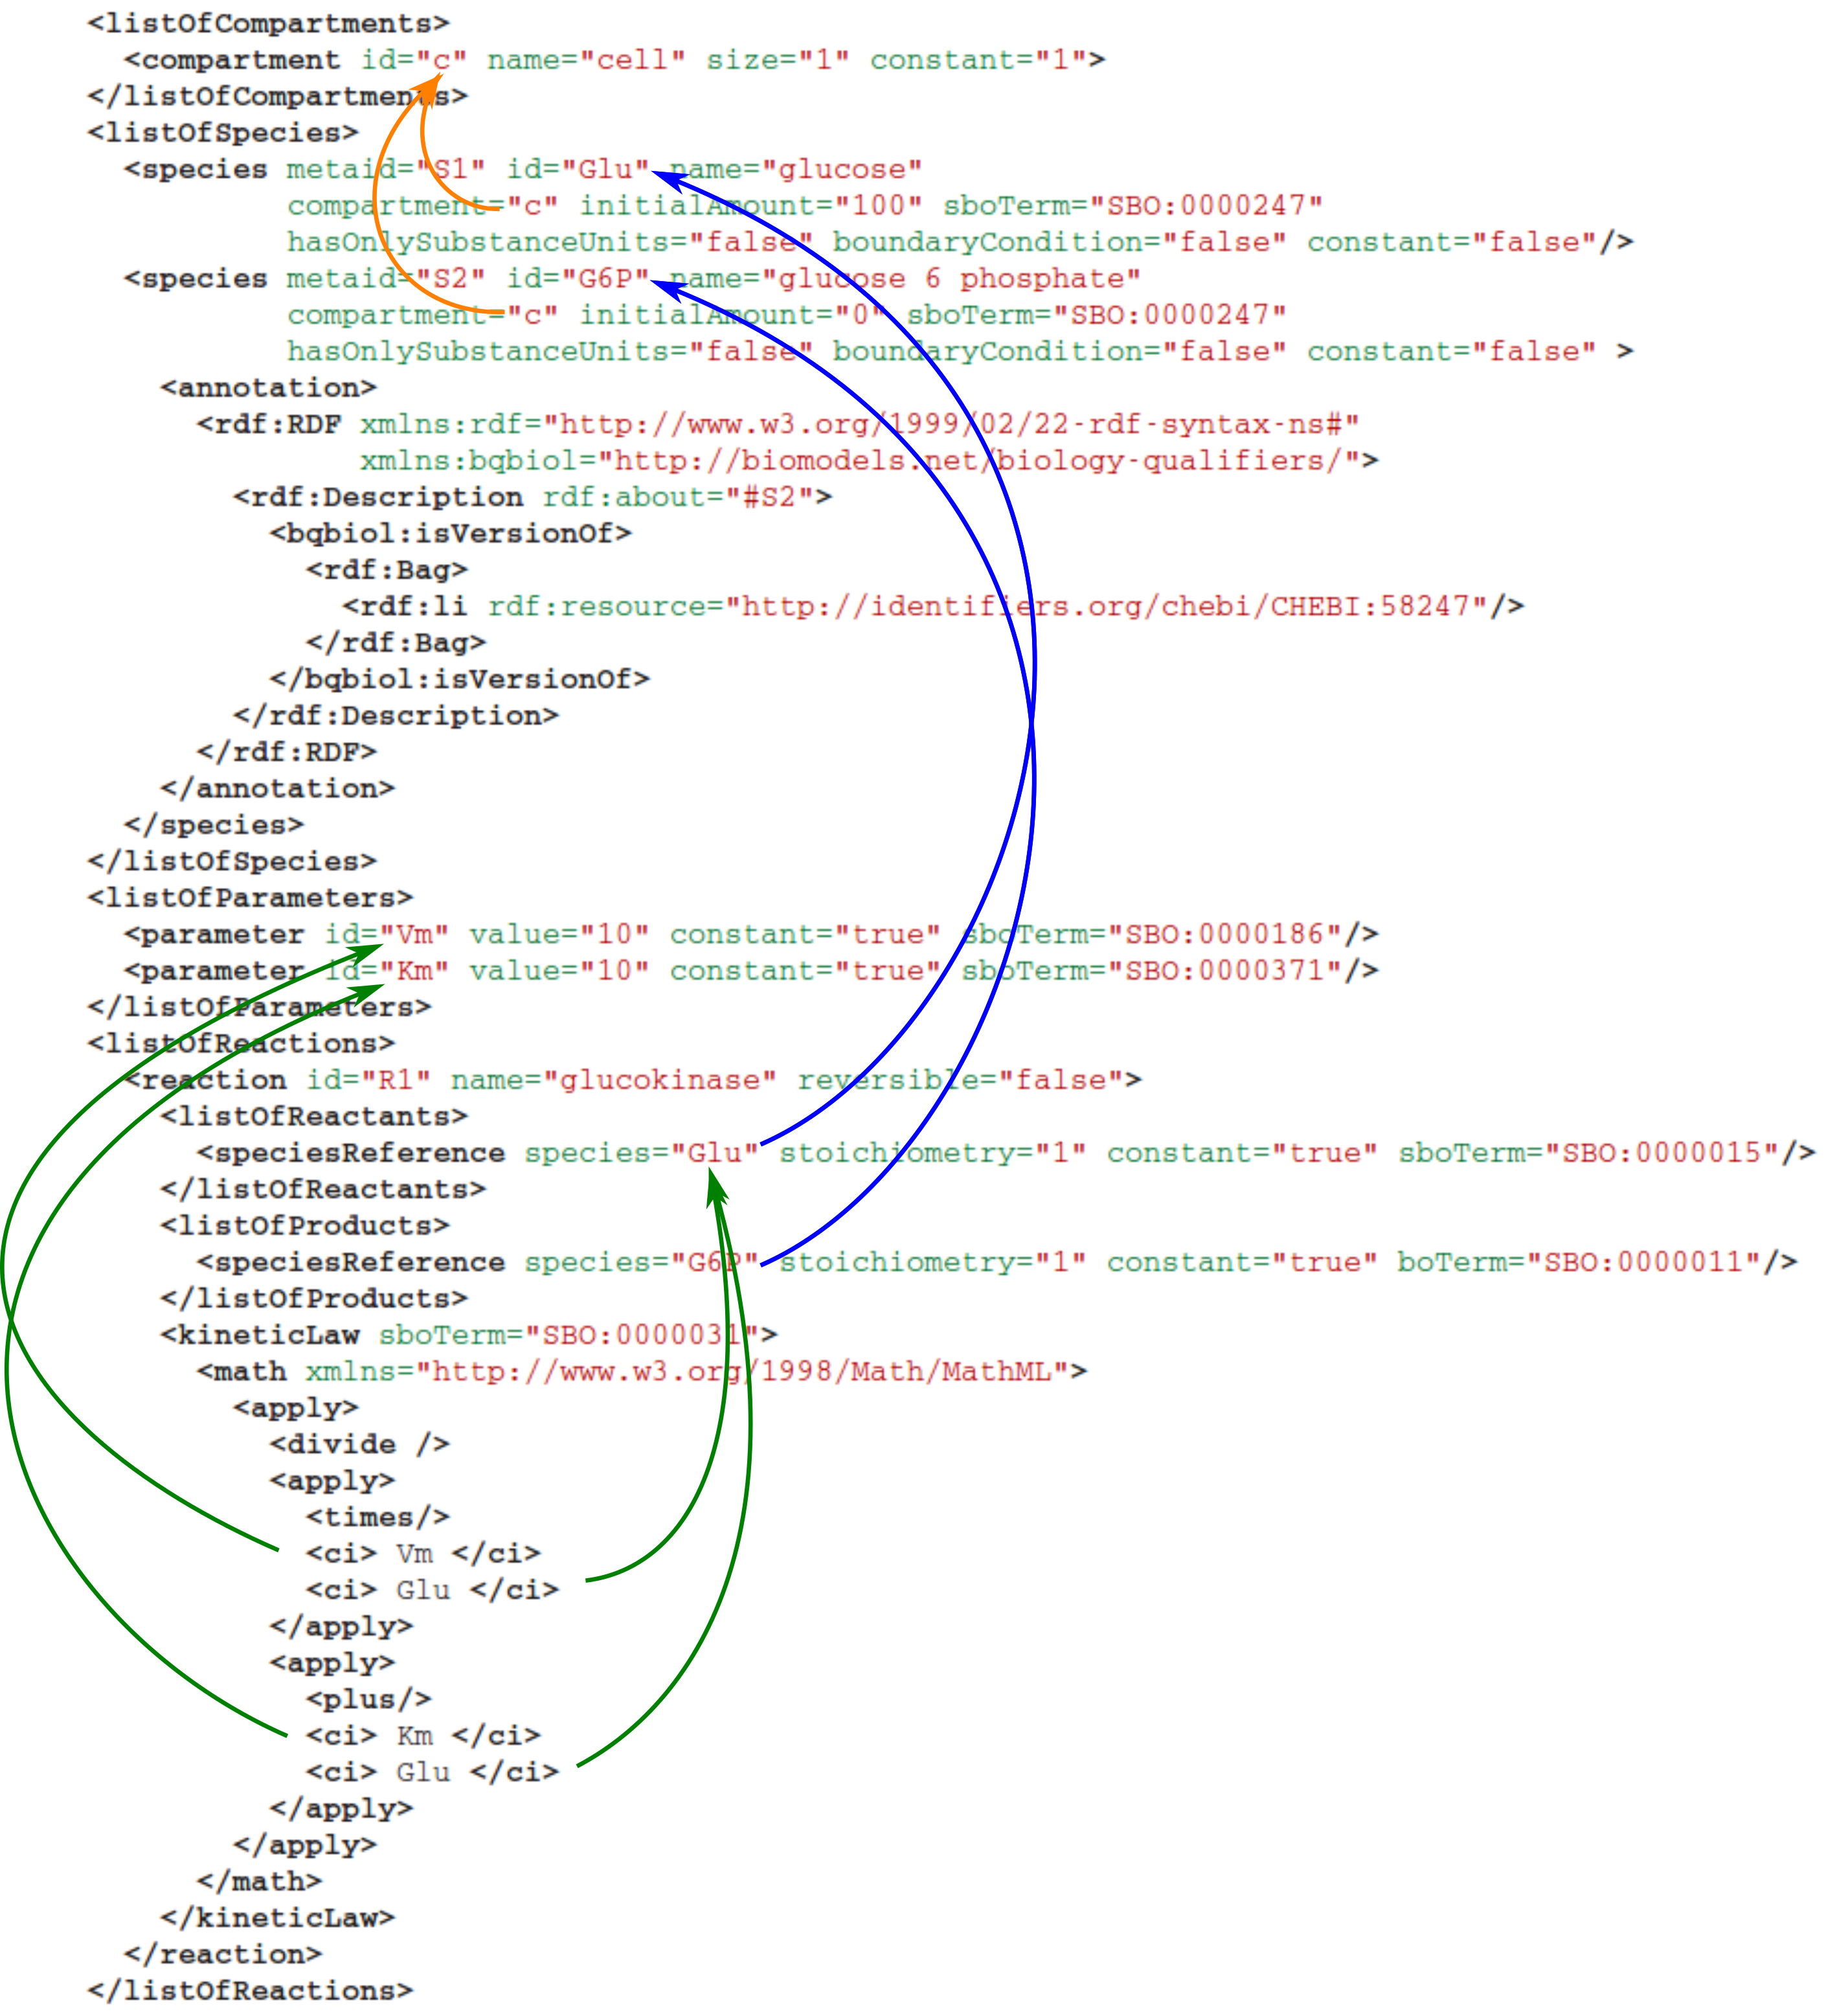 <listOfCompartments>
<compartment id="c" name="cell" size="1" constant="1">
</listOfCompartments>
<listOfSpecies>
<species metaid="S1" id="Glu" name="glucose"
compartment="c" initialAmount="100" sboTerm="SBO:0000247"
hasOnlySubstanceUnits="false" boundaryCondition="false" constant="false"/>
<species metaid="S2" id="G6P" name="glucose 6 phosphate"
compartment="c" initialAmount="0" sboTerm="SBO:0000247"
hasOnlySubstanceUnits="false" boundaryCondition="false" constant="false" >
<annotation>
<rdf:RDF xmlns:rdf="http://www.w3.org/1999/02/22-rdf-syntax-ns#"
xmlns:bqbiol="http://biomodels.net/biology-qualifiers/">
<rdf:Description rdf:about="#S2">
<bqbiol:isVersionOf>
<rdf:Bag>
<rdf:li rdf:resource="http://identifiers.org/chebi/CHEBI:58247"/>
</rdf:Bag>
</bqbiol:isVersionOf>
</rdf:Description>
</rdf:RDF>
</annotation>
</species>
</listOfSpecies>
<listOfParameters>
<parameter id="Vm" value="10" constant="true" sboTerm="SBO:0000186"/>
<parameter id="Km" value="10" constant="true" sboTerm="SBO:0000371"/>
</listOfParameters>
<listOfReactions>
<reaction id="R1" name="glucokinase" reversible="false">
<listOfReactants>
<speciesReference species="Glu" stoichiometry="1" constant="true" sboTerm="SBO:0000015"/>
</listOfReactants>
<listOfProducts>
<speciesReference species="G6P" stoichiometry="1" constant="true" boTerm="SBO:0000011"/>
</listOfProducts>
<kineticLaw sboTerm="SBO:0000031">
<math xmlns="http://www.w3.org/1998/Math/MathML">
<apply>
<divide />
<apply>
<times/>
<ci> Vm </ci>
<ci> Glu </ci>
</apply>
<apply>
<plus/>
<ci> Km </ci>
<ci> Glu </ci>
</apply>
</apply>
</math>
</kineticLaw>
</reaction>
</listOfReactions>